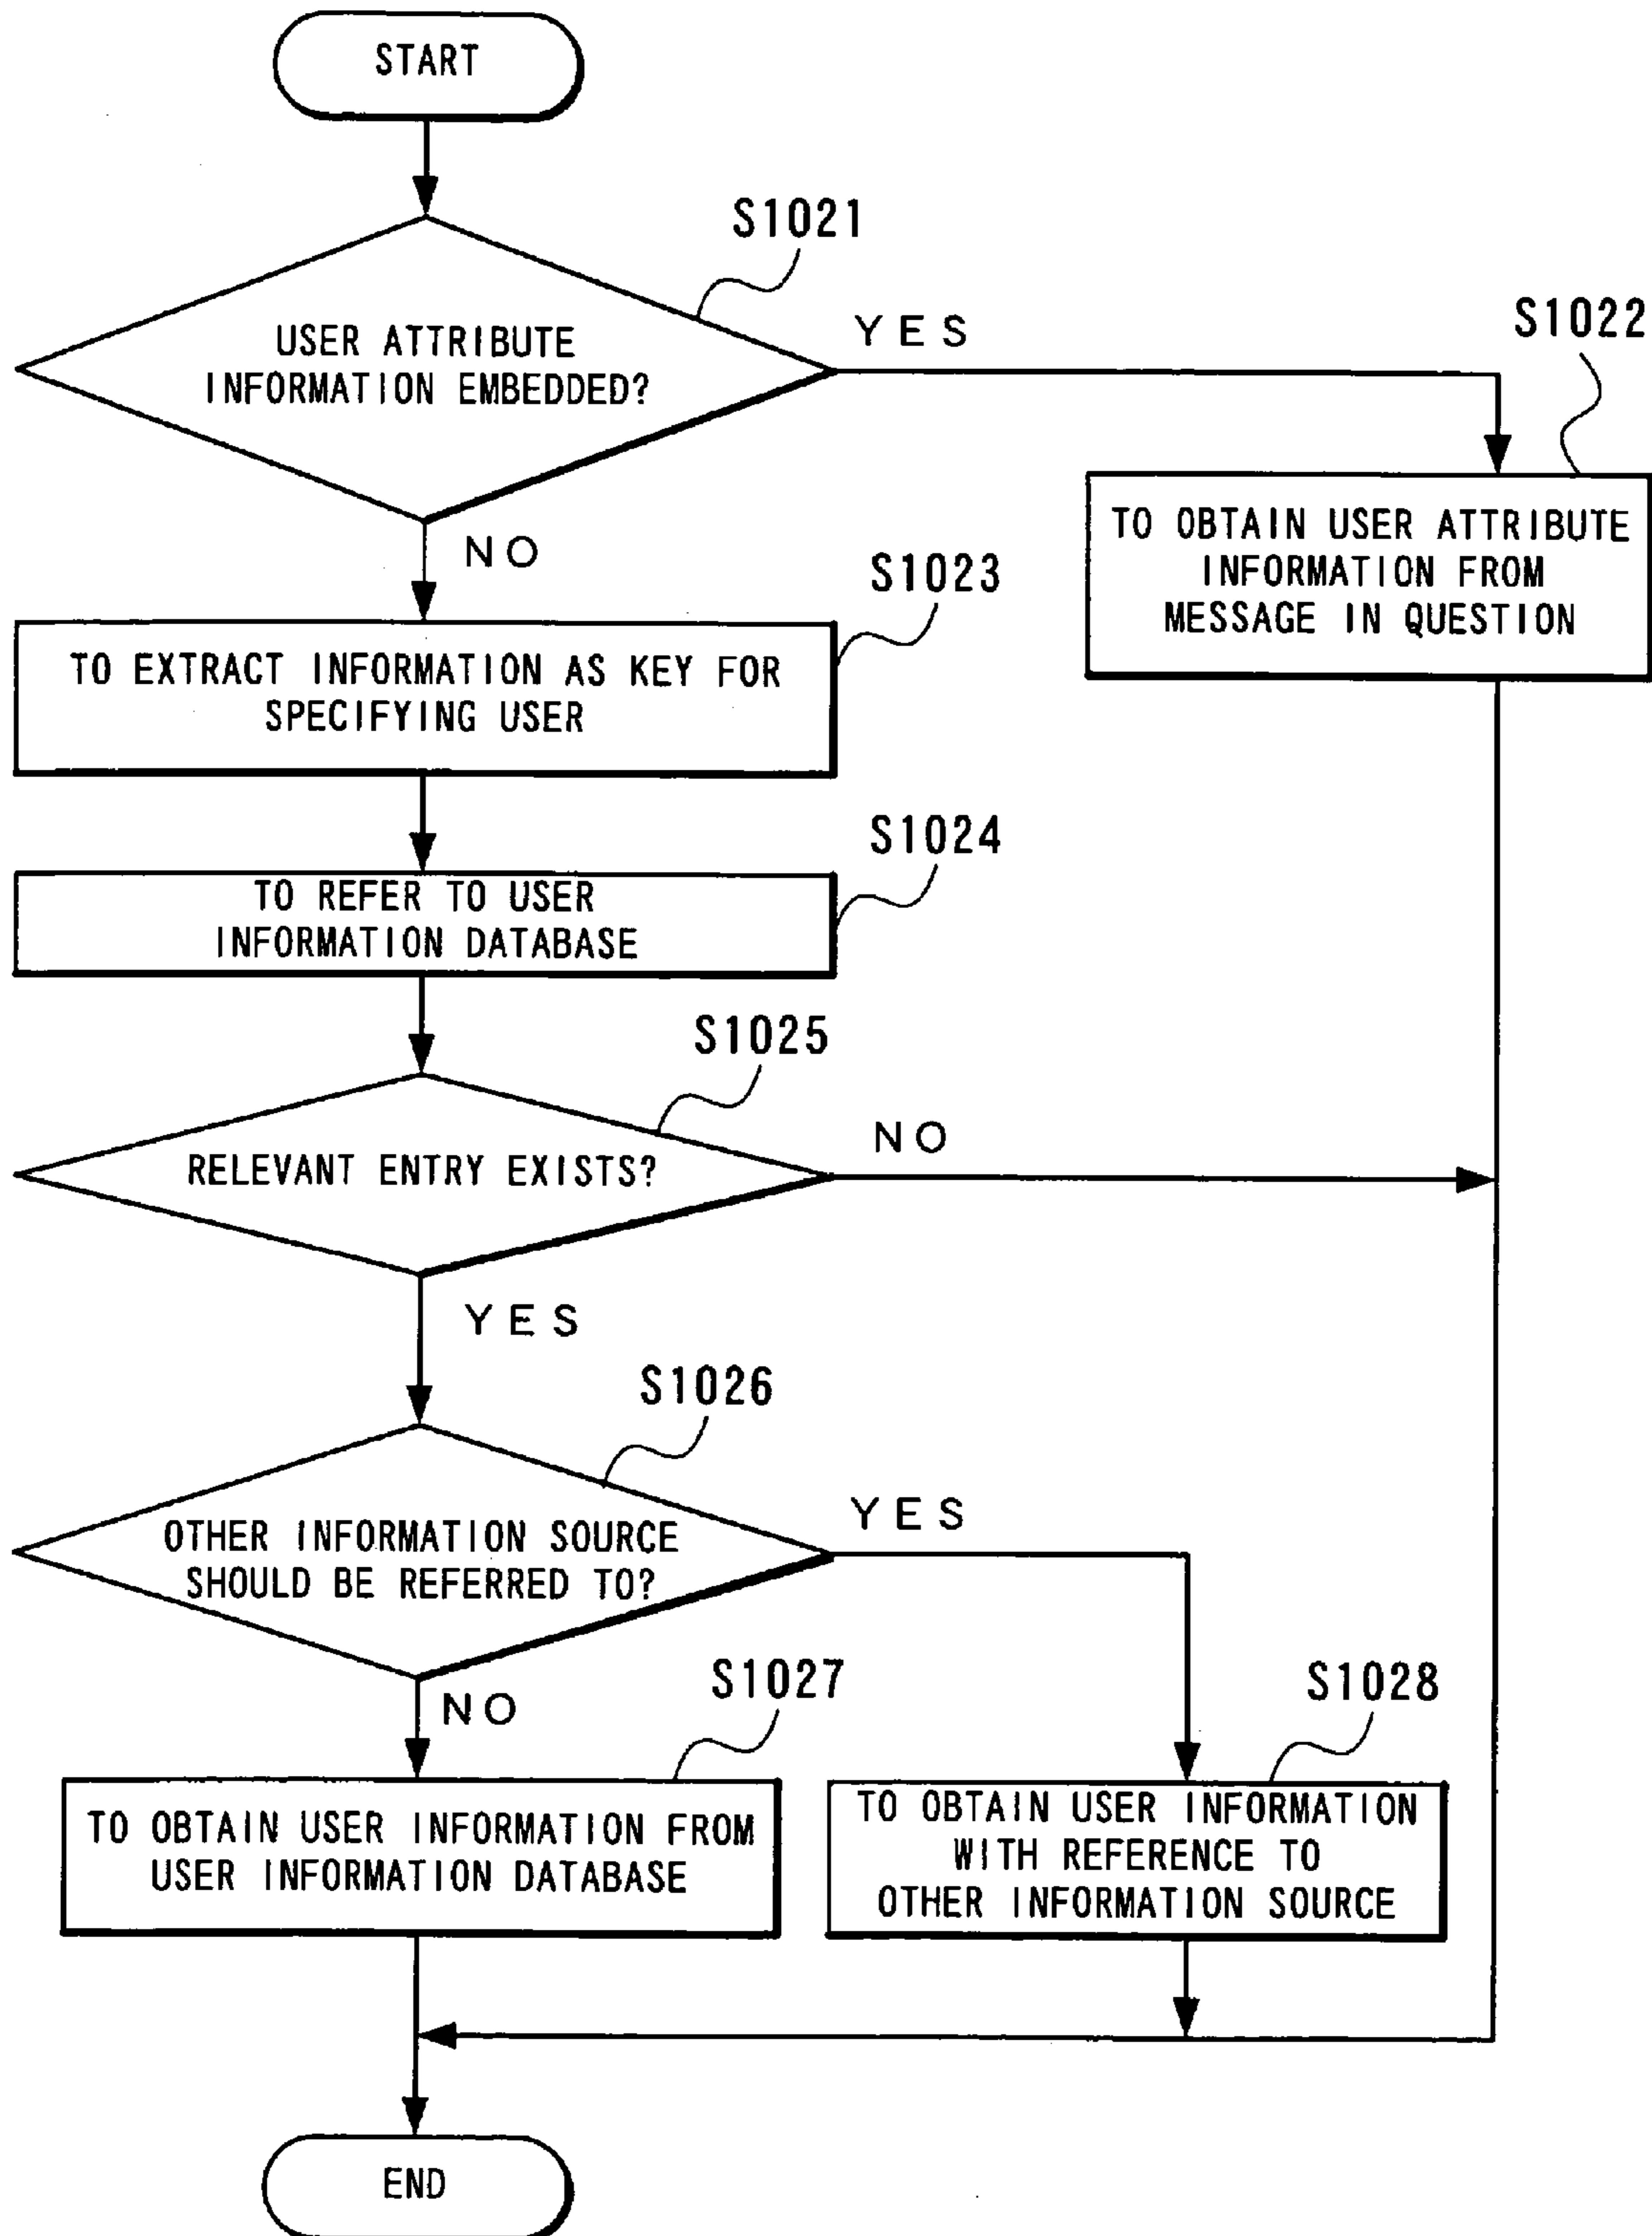 START
S1021
USER ATTRIBUTE
INFORMATION EMBEDDED?
YES
S1022
TO OBTAIN USER ATTRIBUTE
INFORMATION FROM
MESSAGE IN QUESTION
NO
S1023
TO EXTRACT INFORMATION AS KEY FOR
SPECIFYING USER
S1024
TO REFER TO USER
INFORMATION DATABASE
S1025
RELEVANT ENTRY EXISTS?
NO
YES
S1026
OTHER INFORMATION SOURCE
SHOULD BE REFERRED TO?
YES
NO
S1027
TO OBTAIN USER INFORMATION FROM
USER INFORMATION DATABASE
S1028
TO OBTAIN USER INFORMATION
WITH REFERENCE TO
OTHER INFORMATION SOURCE
END